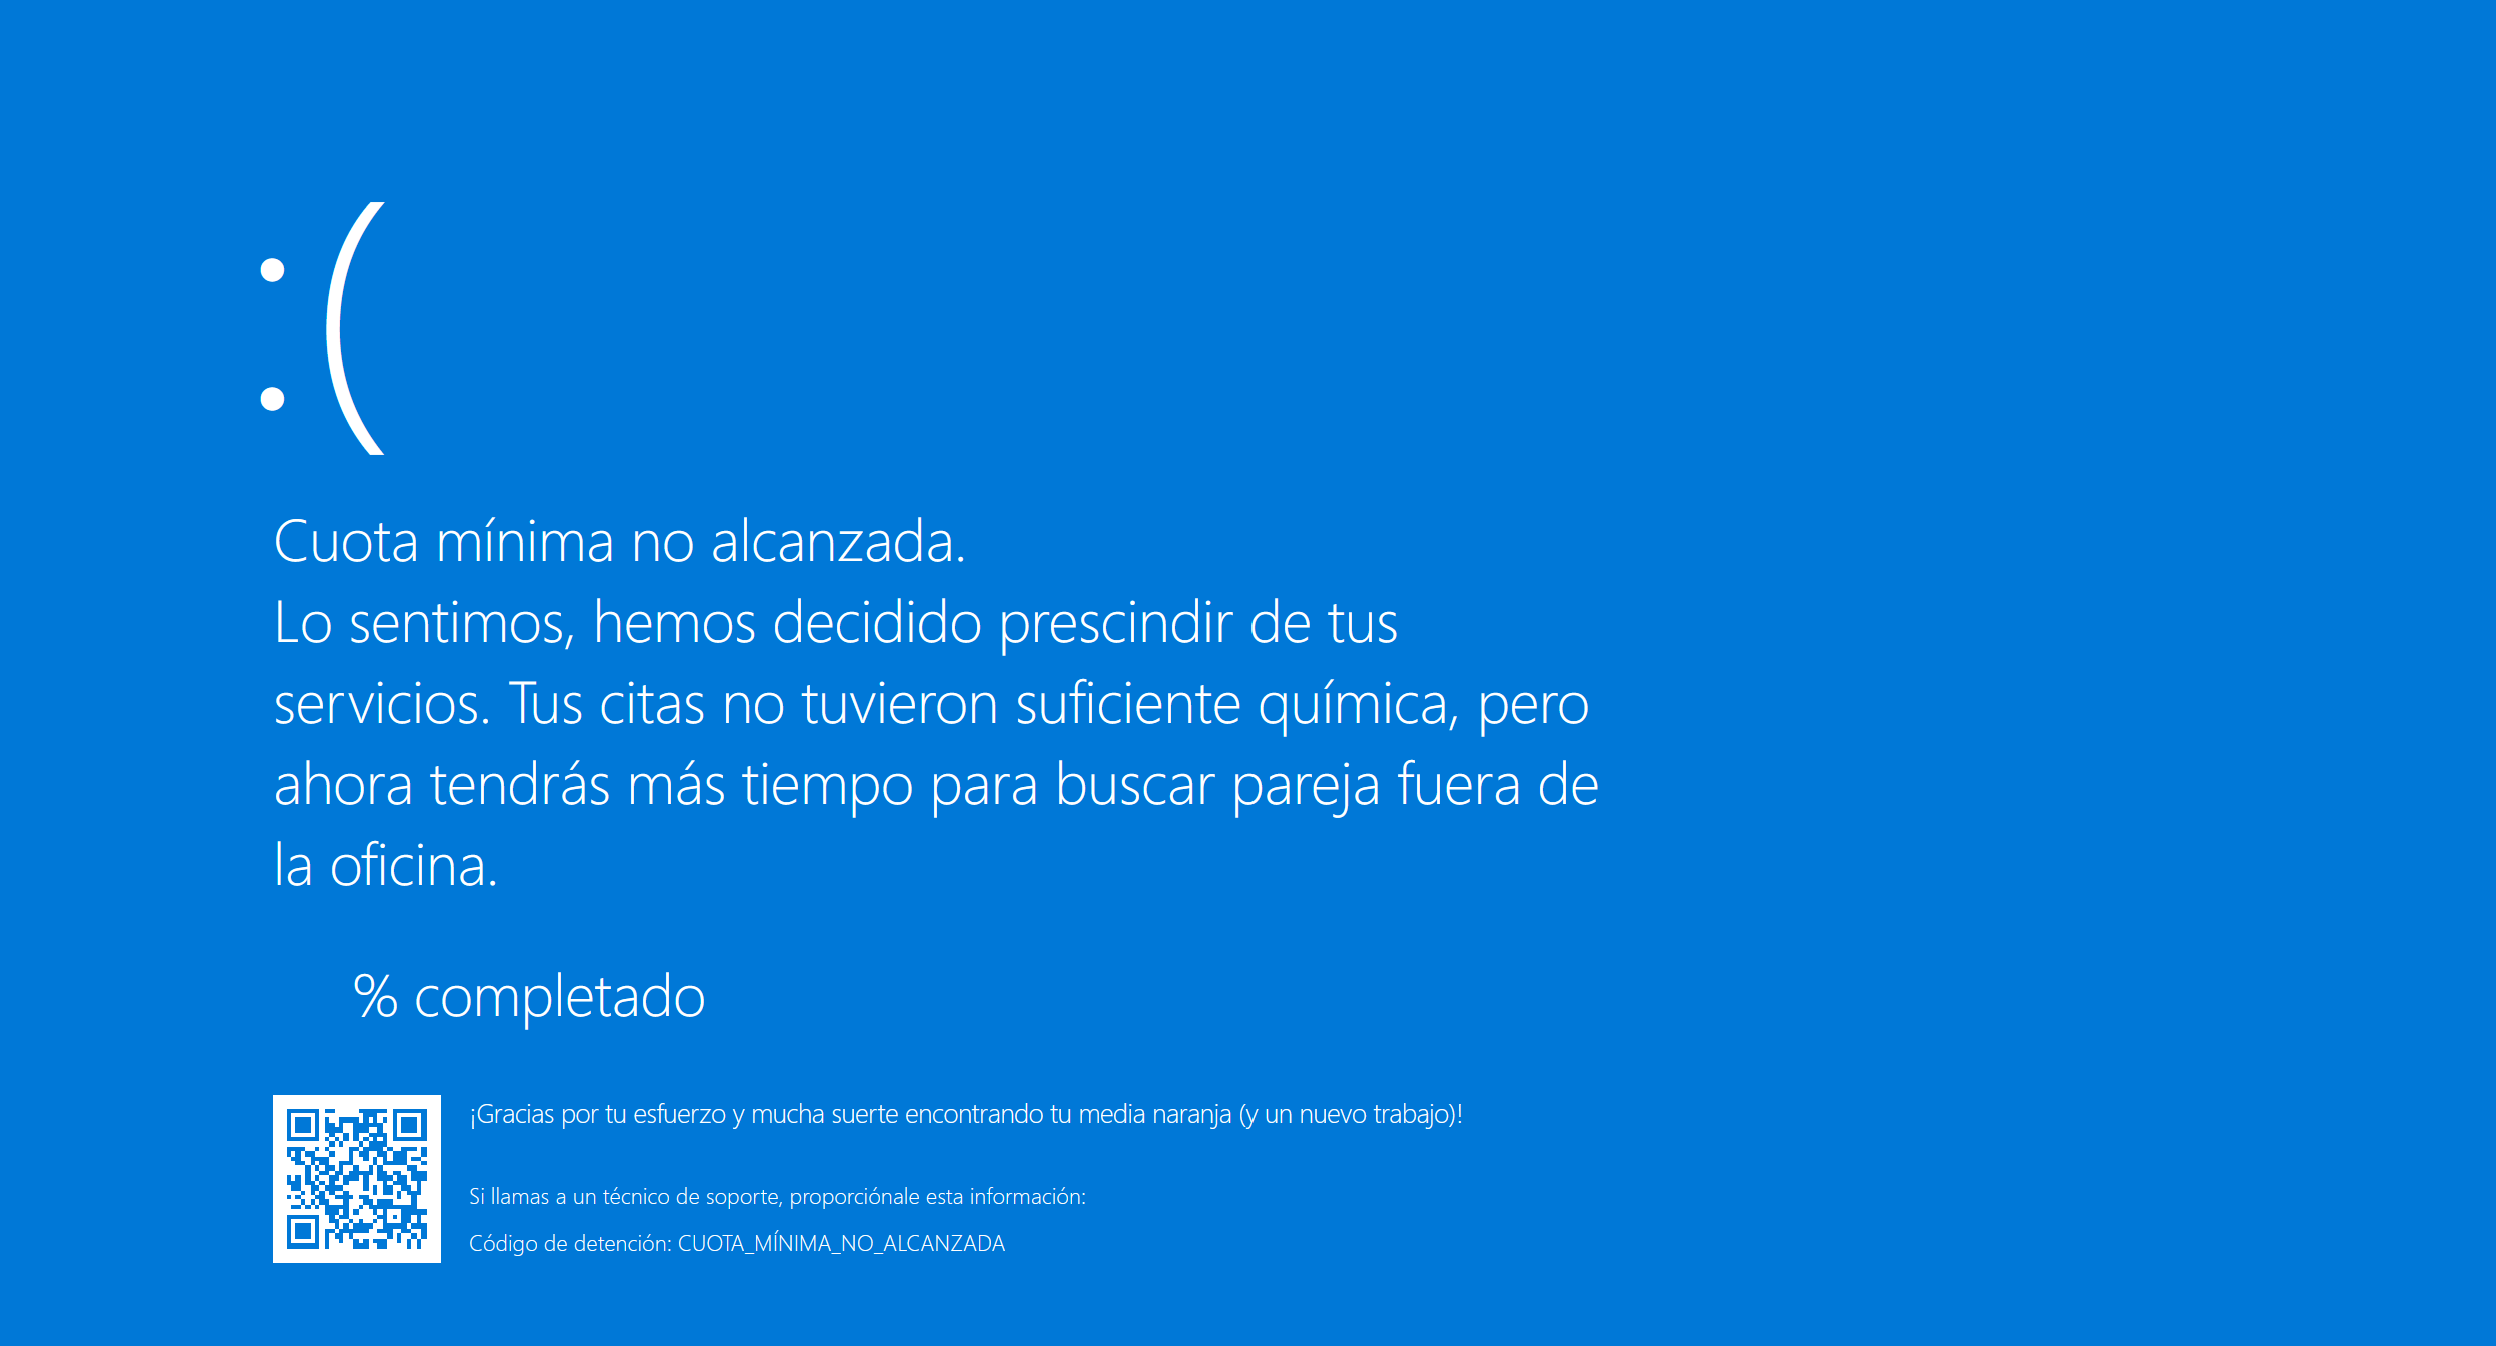 :(
Cuota mínima no alcanzada.
Lo sentimos, hemos decidido prescindir de tus
servicios. Tus citas no tuvieron suficiente química, pero
ahora tendrás más tiempo para buscar pareja fuera de
la oficina.
% completado
¡Gracias por tu esfuerzo y mucha suerte encontrando tu media naranja (y un nuevo trabajo)!
Si llamas a un técnico de soporte, proporciónale esta información:
Código de detención: CUOTA_MÍNIMA_NO_ALCANZADA